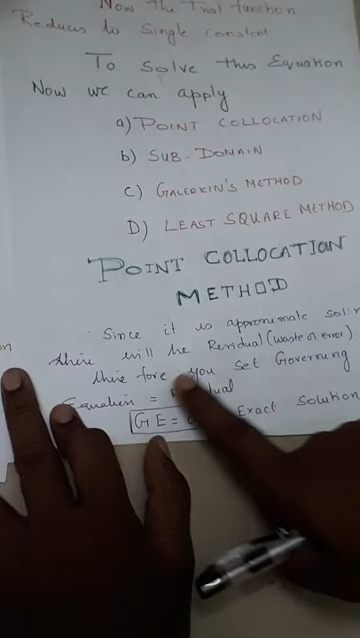 Now The Trial function
Reduces to Single constant
To Solve this Equation
Now we can apply
a) POINT COLLOCATION
b) SUB-DOMAIN
C) GALERKIN'S METHOD
D) LEAST SQUARE METHOD
POINT COLLOCATION
METHOD
Since it is approximate sol
there will be Residual (waste or error).
there fore you set Governing
Equation = 
GE = Exact Solution